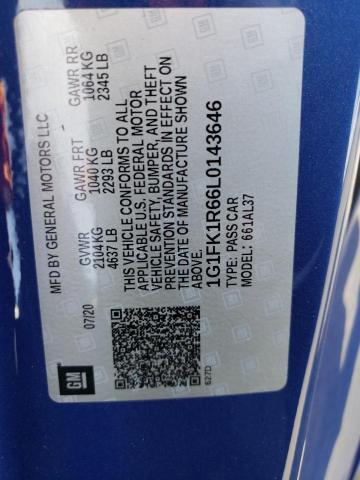 MFD BY GENERAL MOTORS LLC
07/20 GVWR GAWR FRT GAWR RR
2104 KG 1040 KG 1064 KG
4637 LB 2293 LB 2345 LB
THIS VEHICLE CONFORMS TO ALL
APPLICABLE U.S. FEDERAL MOTOR
VEHICLE SAFETY, BUMPER, AND THEFT
PREVENTION STANDARDS IN EFFECT ON
THE DATE OF MANUFACTURE SHOWN
ABOVE.
1G1FK1R66L0143646
TYPE: PASS CAR
MODEL: 661AL37
GM
627D